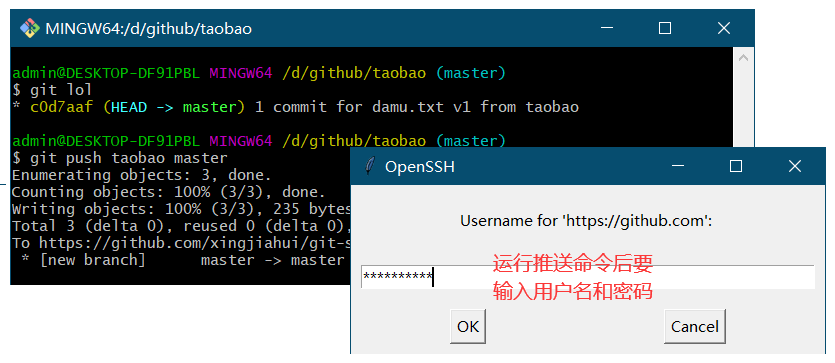 MINGW64:/d/github/taobao
admin@DESKTOP-DF91PBL MINGW64 /d/github/taobao (master)
$ git lol
* c0d7aaf (HEAD -> master) 1 commit for damu.txt v1 from taobao
admin@DESKTOP-DF91PBL MINGW64 /d/github/taobao (master)
$ git push taobao master
Enumerating objects: 3, done.
Counting objects: 100% (3/3), done.
Writing objects: 100% (3/3), 235 bytes
Total 3 (delta 0), reused 0 (delta 0),
To https://github.com/xingjiahui/git-s
* [new branch] master -> master
OpenSSH
Username for 'https://github.com':
**********
运行推送命令后要
输入用户名和密码
OK
Cancel